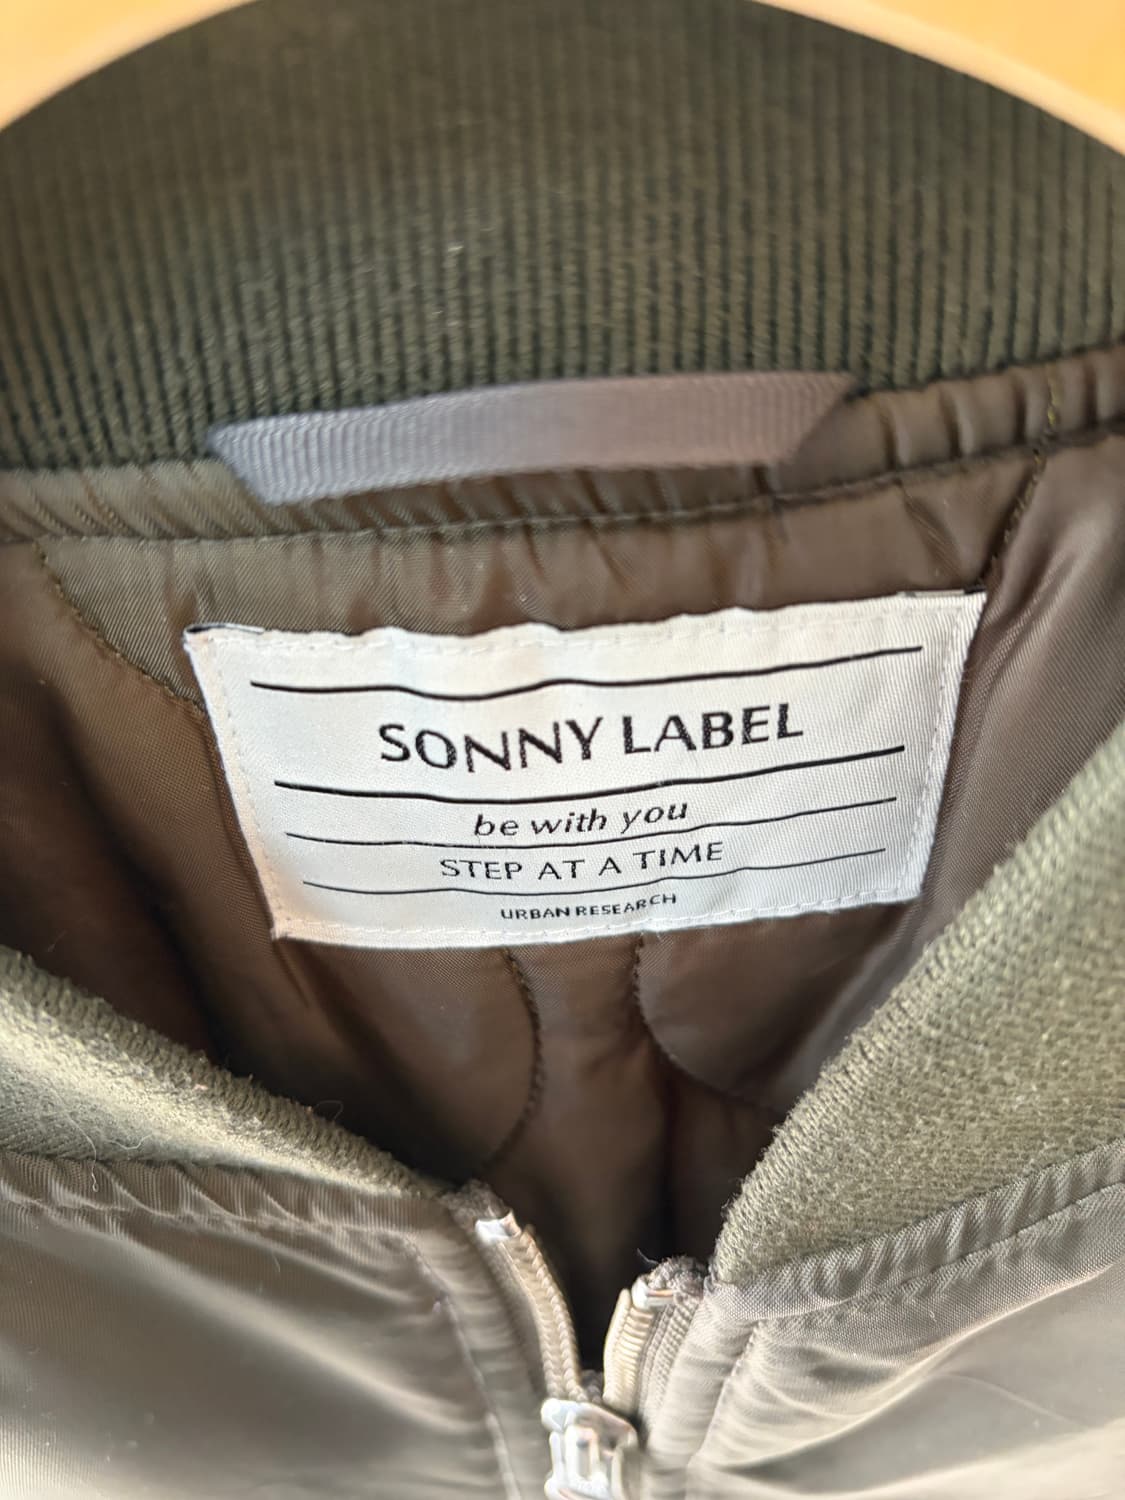 SONNY LABEL
be with you
STEP AT A TIME
URBAN RESEARCH